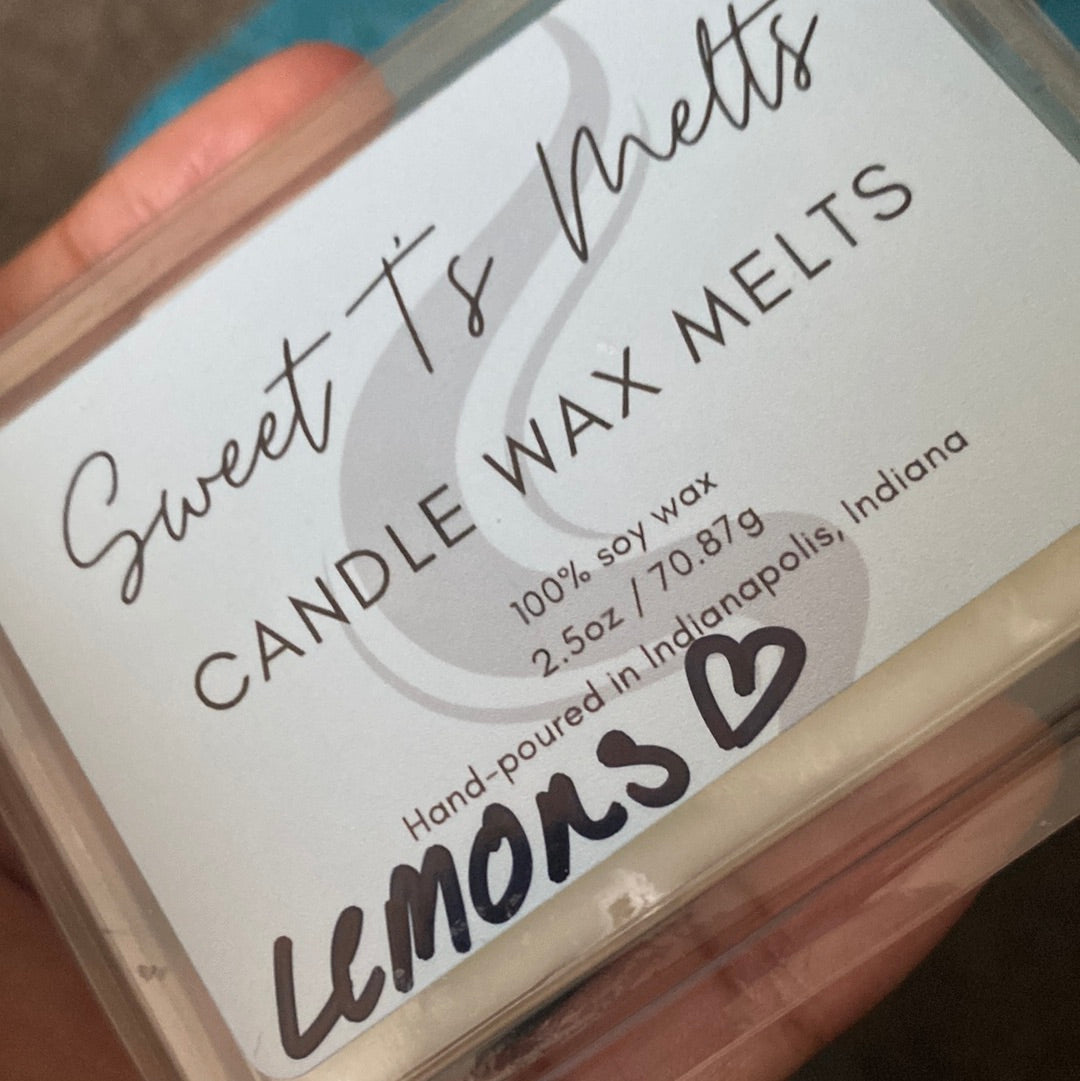 Sweet T's Melts
CANDLE WAX MELTS
100% soy wax
2.5oz / 70.87g
Hand-poured in Indianapolis, Indiana
LEMONS ♡